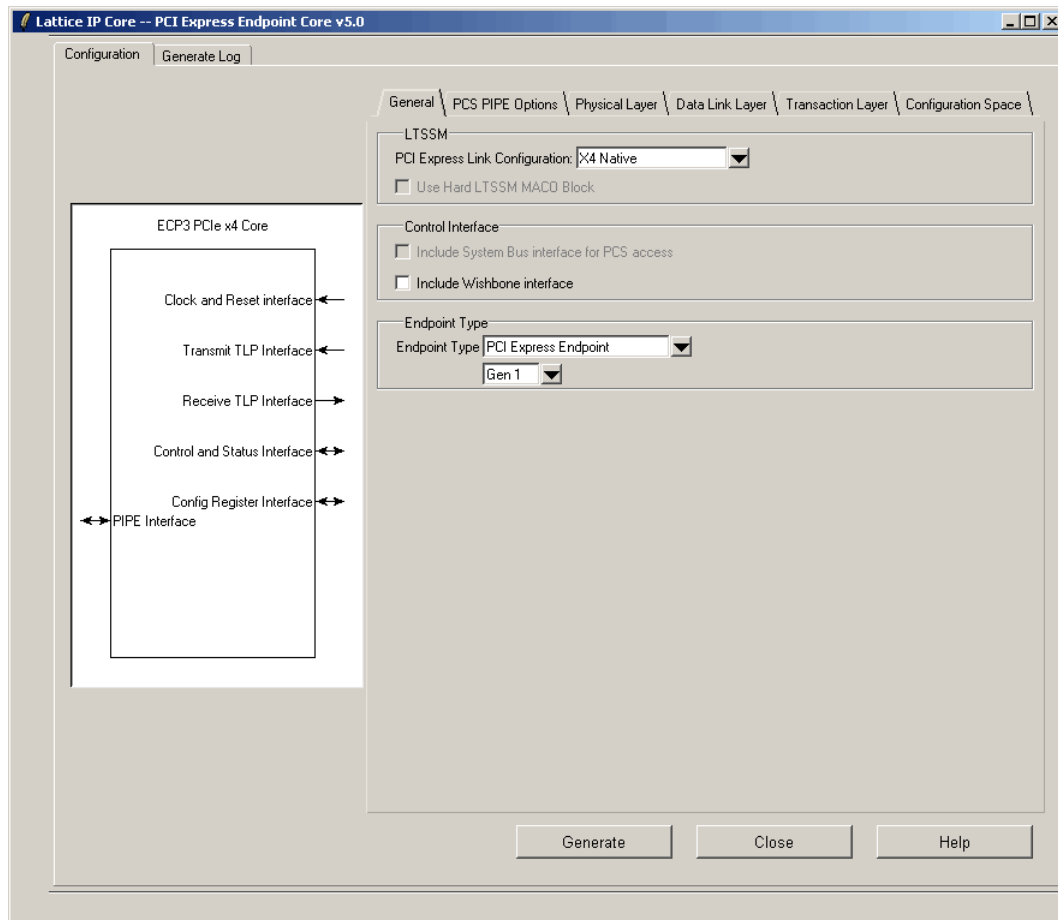 Lattice IP Core -- PCI Express Endpoint Core v5.0
Configuration
Generate Log
General
PCS PIPE Options
Physical Layer
Data Link Layer
Transaction Layer
Configuration Space
LTSSM
PCI Express Link Configuration: X4 Native
Use Hard LTSSM MACO Block
Control Interface
Include System Bus interface for PCS access
Include Wishbone interface
Endpoint Type
Endpoint Type PCI Express Endpoint
Gen 1
ECP3 PCIe x4 Core
Clock and Reset interface
Transmit TLP Interface
Receive TLP Interface
Control and Status Interface
Config Register Interface
PIPE Interface
Generate
Close
Help